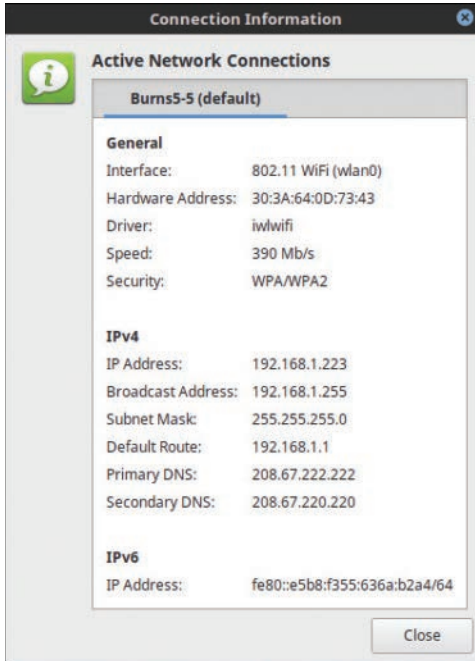 Connection Information
Active Network Connections
Burns5-5 (default)
General
Interface: 802.11 WiFi (wlan0)
Hardware Address: 30:3A:64:0D:73:43
Driver: iwlwifi
Speed: 390 Mb/s
Security: WPA/WPA2
IPv4
IP Address: 192.168.1.223
Broadcast Address: 192.168.1.255
Subnet Mask: 255.255.255.0
Default Route: 192.168.1.1
Primary DNS: 208.67.222.222
Secondary DNS: 208.67.220.220
IPv6
IP Address: fe80::e5b8:f355:636a:b2a4/64
Close